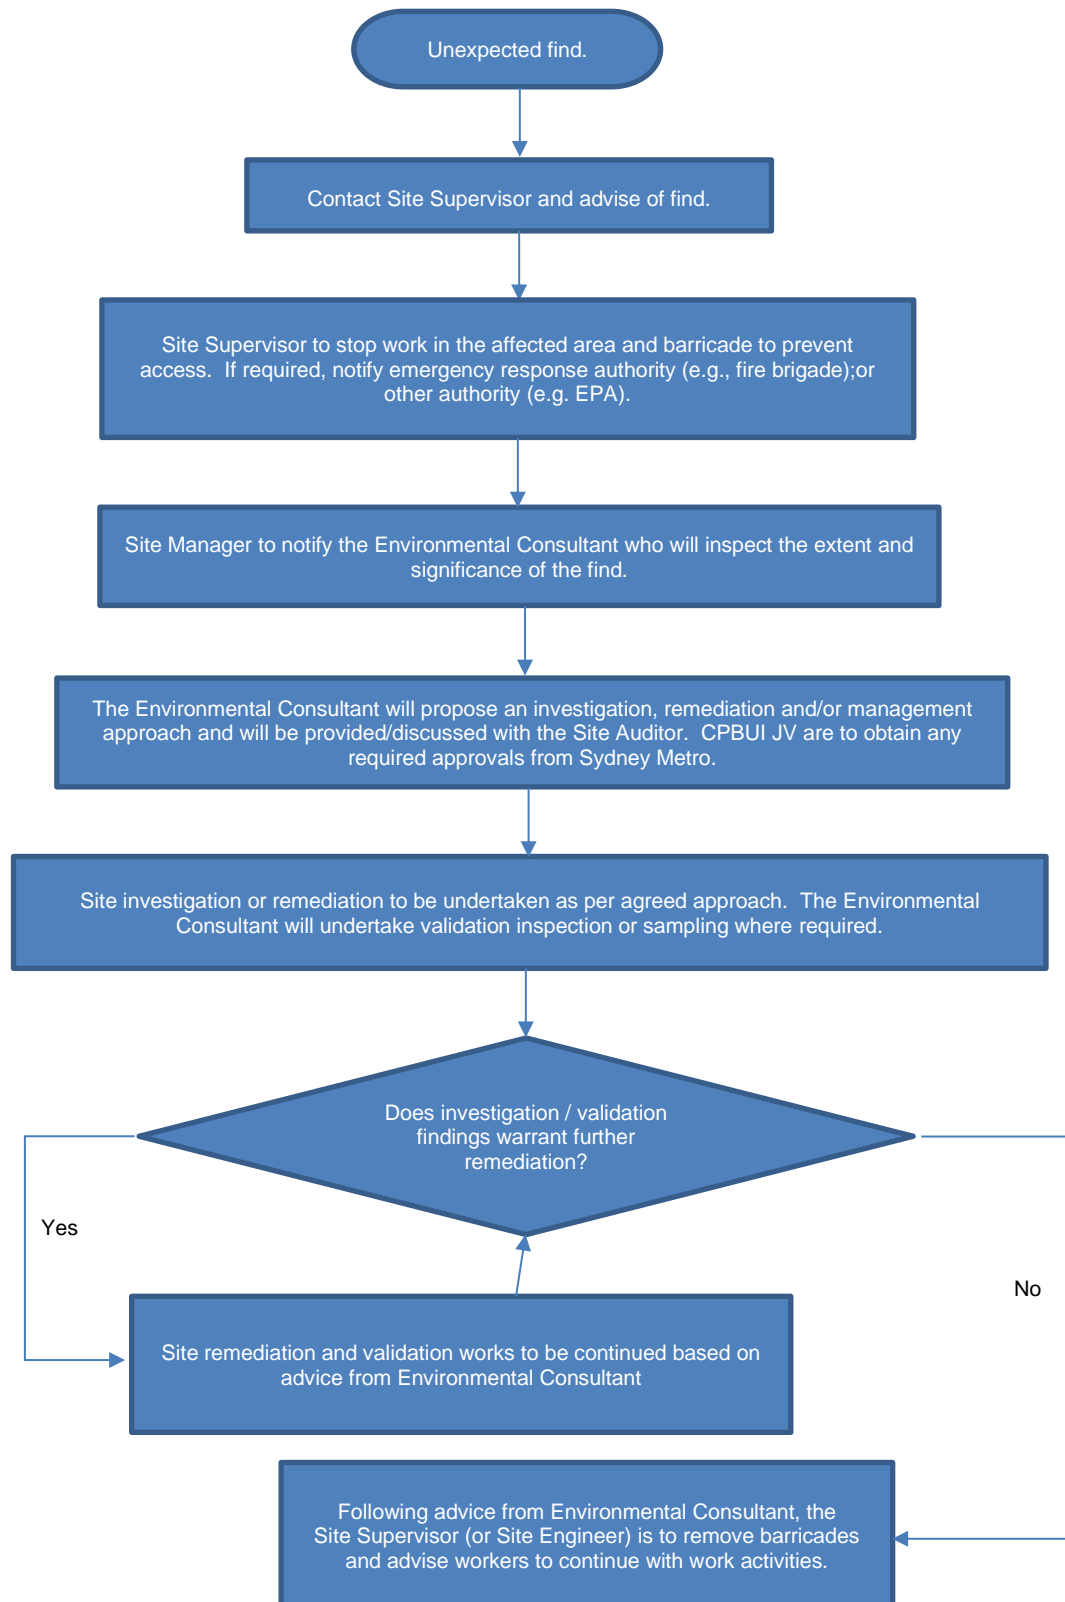 Unexpected find.
Contact Site Supervisor and advise of find.
Site Supervisor to stop work in the affected area and barricade to prevent
access.  If required, notify emergency response authority (e.g., fire brigade);or
other authority (e.g. EPA).
Site Manager to notify the Environmental Consultant who will inspect the extent and
significance of the find.
The Environmental Consultant will propose an investigation, remediation and/or management
approach and will be provided/discussed with the Site Auditor.  CPBUI JV are to obtain any
required approvals from Sydney Metro.
Site investigation or remediation to be undertaken as per agreed approach.  The Environmental
Consultant will undertake validation inspection or sampling where required.
Does investigation / validation
findings warrant further
remediation?
Yes
No
Site remediation and validation works to be continued based on
advice from Environmental Consultant
Following advice from Environmental Consultant, the
Site Supervisor (or Site Engineer) is to remove barricades
and advise workers to continue with work activities.